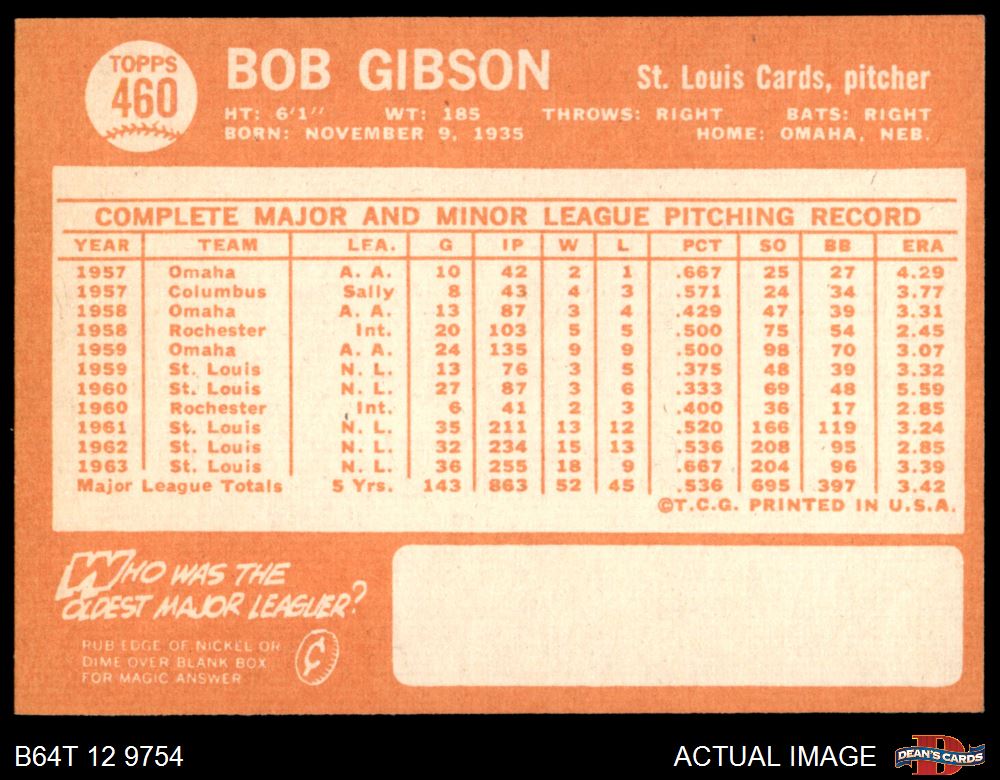 TOPPS
460
BOB GIBSON
St. Louis Cards, pitcher
HT: 6'1" WT: 185 THROWS: RIGHT BATS: RIGHT
BORN: NOVEMBER 9, 1935 HOME: OMAHA, NEB.
COMPLETE MAJOR AND MINOR LEAGUE PITCHING RECORD
YEAR TEAM LEA. G IP W L PCT SO BB ERA
1957 Omaha A. A. 10 42 2 1 .667 25 27 4.29
1957 Columbus Sally 8 43 4 3 .571 24 34 3.77
1958 Omaha A. A. 13 87 3 4 .429 47 39 3.31
1958 Rochester Int. 20 103 5 5 .500 75 54 2.45
1959 Omaha A. A. 24 135 9 9 .500 98 70 3.07
1959 St. Louis N. L. 13 76 3 5 .375 48 39 3.32
1960 St. Louis N. L. 27 87 3 6 .333 69 48 5.59
1960 Rochester Int. 6 41 2 3 .400 36 17 2.85
1961 St. Louis N. L. 35 211 13 12 .520 166 119 3.24
1962 St. Louis N. L. 32 234 15 13 .536 208 95 2.85
1963 St. Louis N. L. 36 255 18 9 .667 204 96 3.39
Major League Totals 5 Yrs. 143 863 52 45 .536 695 397 3.42
©T.C.G. PRINTED IN U.S.A.
WHO WAS THE
OLDEST MAJOR LEAGUER?
RUB EDGE OF NICKEL OR
DIME OVER BLANK BOX
FOR MAGIC ANSWER
¢
B64T 12 9754 ACTUAL IMAGE
DEAN'S CARDS